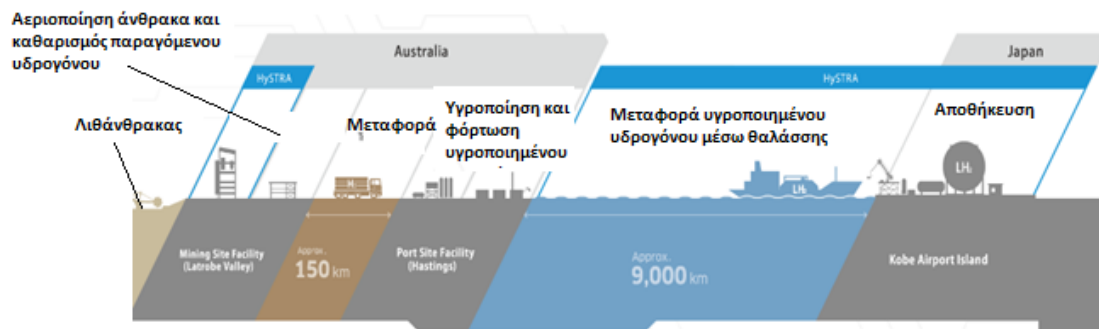 Αεριοποίηση άνθρακα και
καθαρισμός παραγόμενου
υδρογόνου
Australia
Japan
HySTRA
HySTRA
Λιθάνθρακας
Μεταφορά
Υγροποίηση και
φόρτωση
υγροποιημένου
Μεταφορά υγροποιημένου
υδρογόνου μέσω θαλάσσης
Αποθήκευση
LH₂
LH₂
Mining Site Facility
(Latrobe Valley)
Approx.
150 km
Port Site Facility
(Hastings)
Approx.
9,000 km
Kobe Airport Island